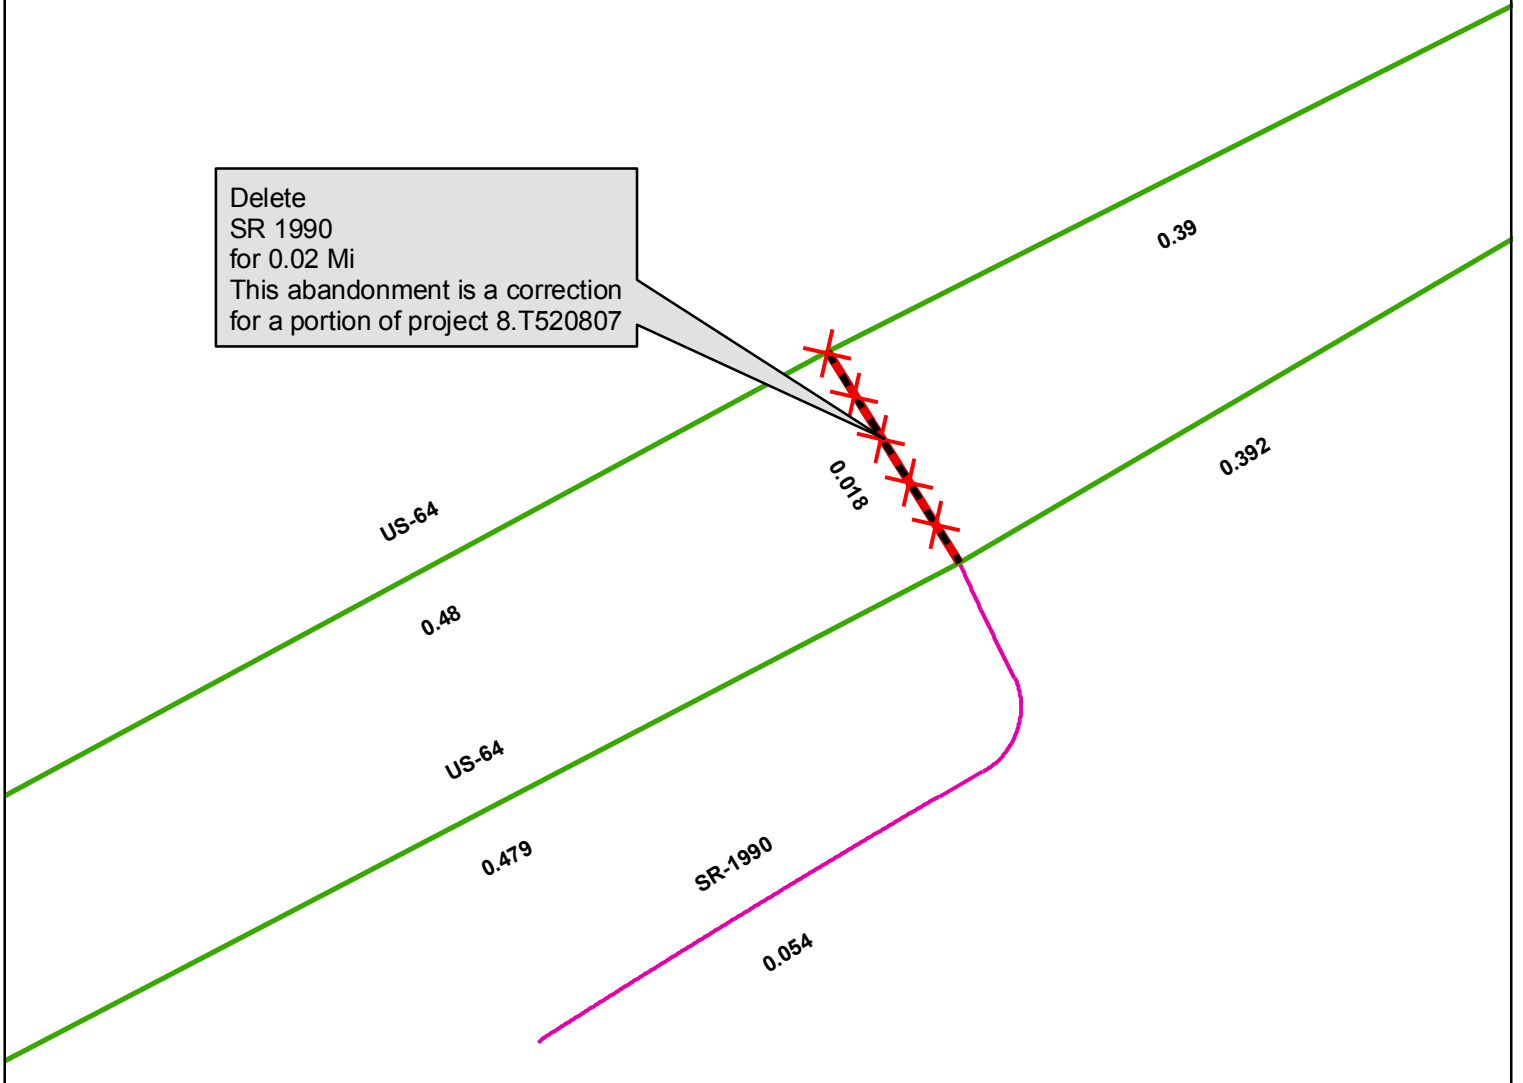 Delete
SR 1990
for 0.02 Mi
This abandonment is a correction
for a portion of project 8.T520807
0.39
0.392
0.018
US-64
0.48
US-64
0.479
SR-1990
0.054